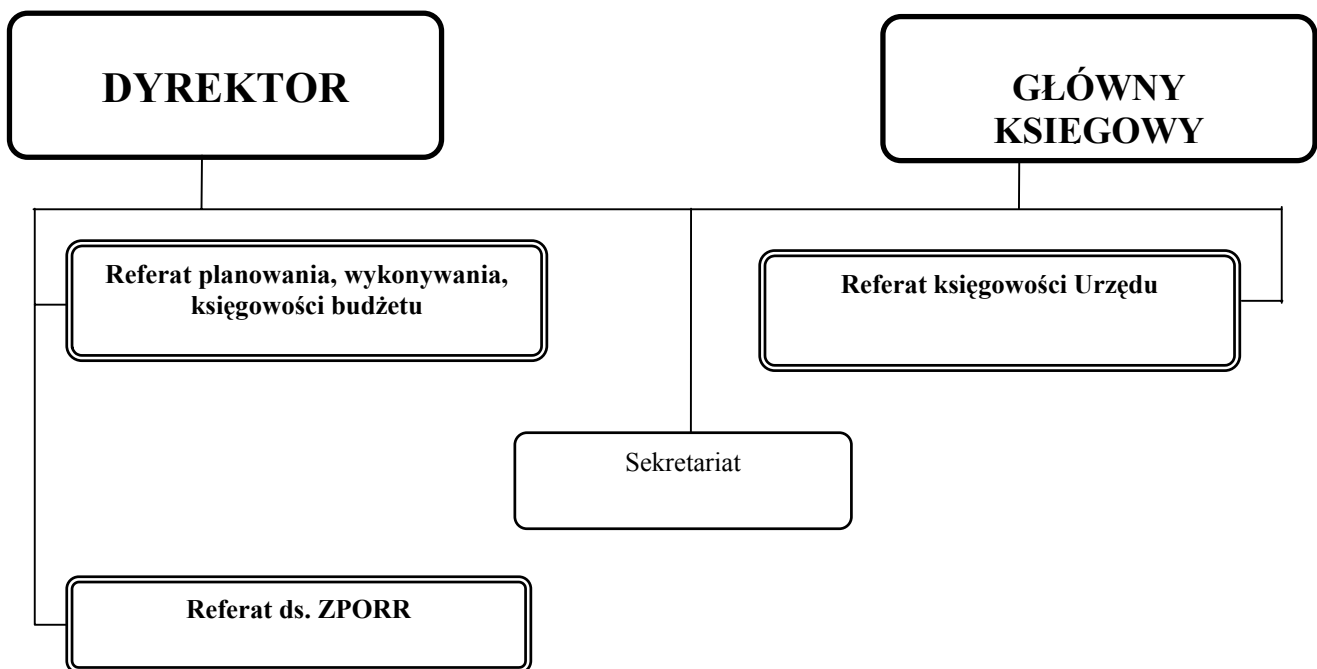 DYREKTOR
GŁÓWNY
KSIEGOWY
Referat planowania, wykonywania,
księgowości budżetu
Referat księgowości Urzędu
Sekretariat
Referat ds. ZPORR